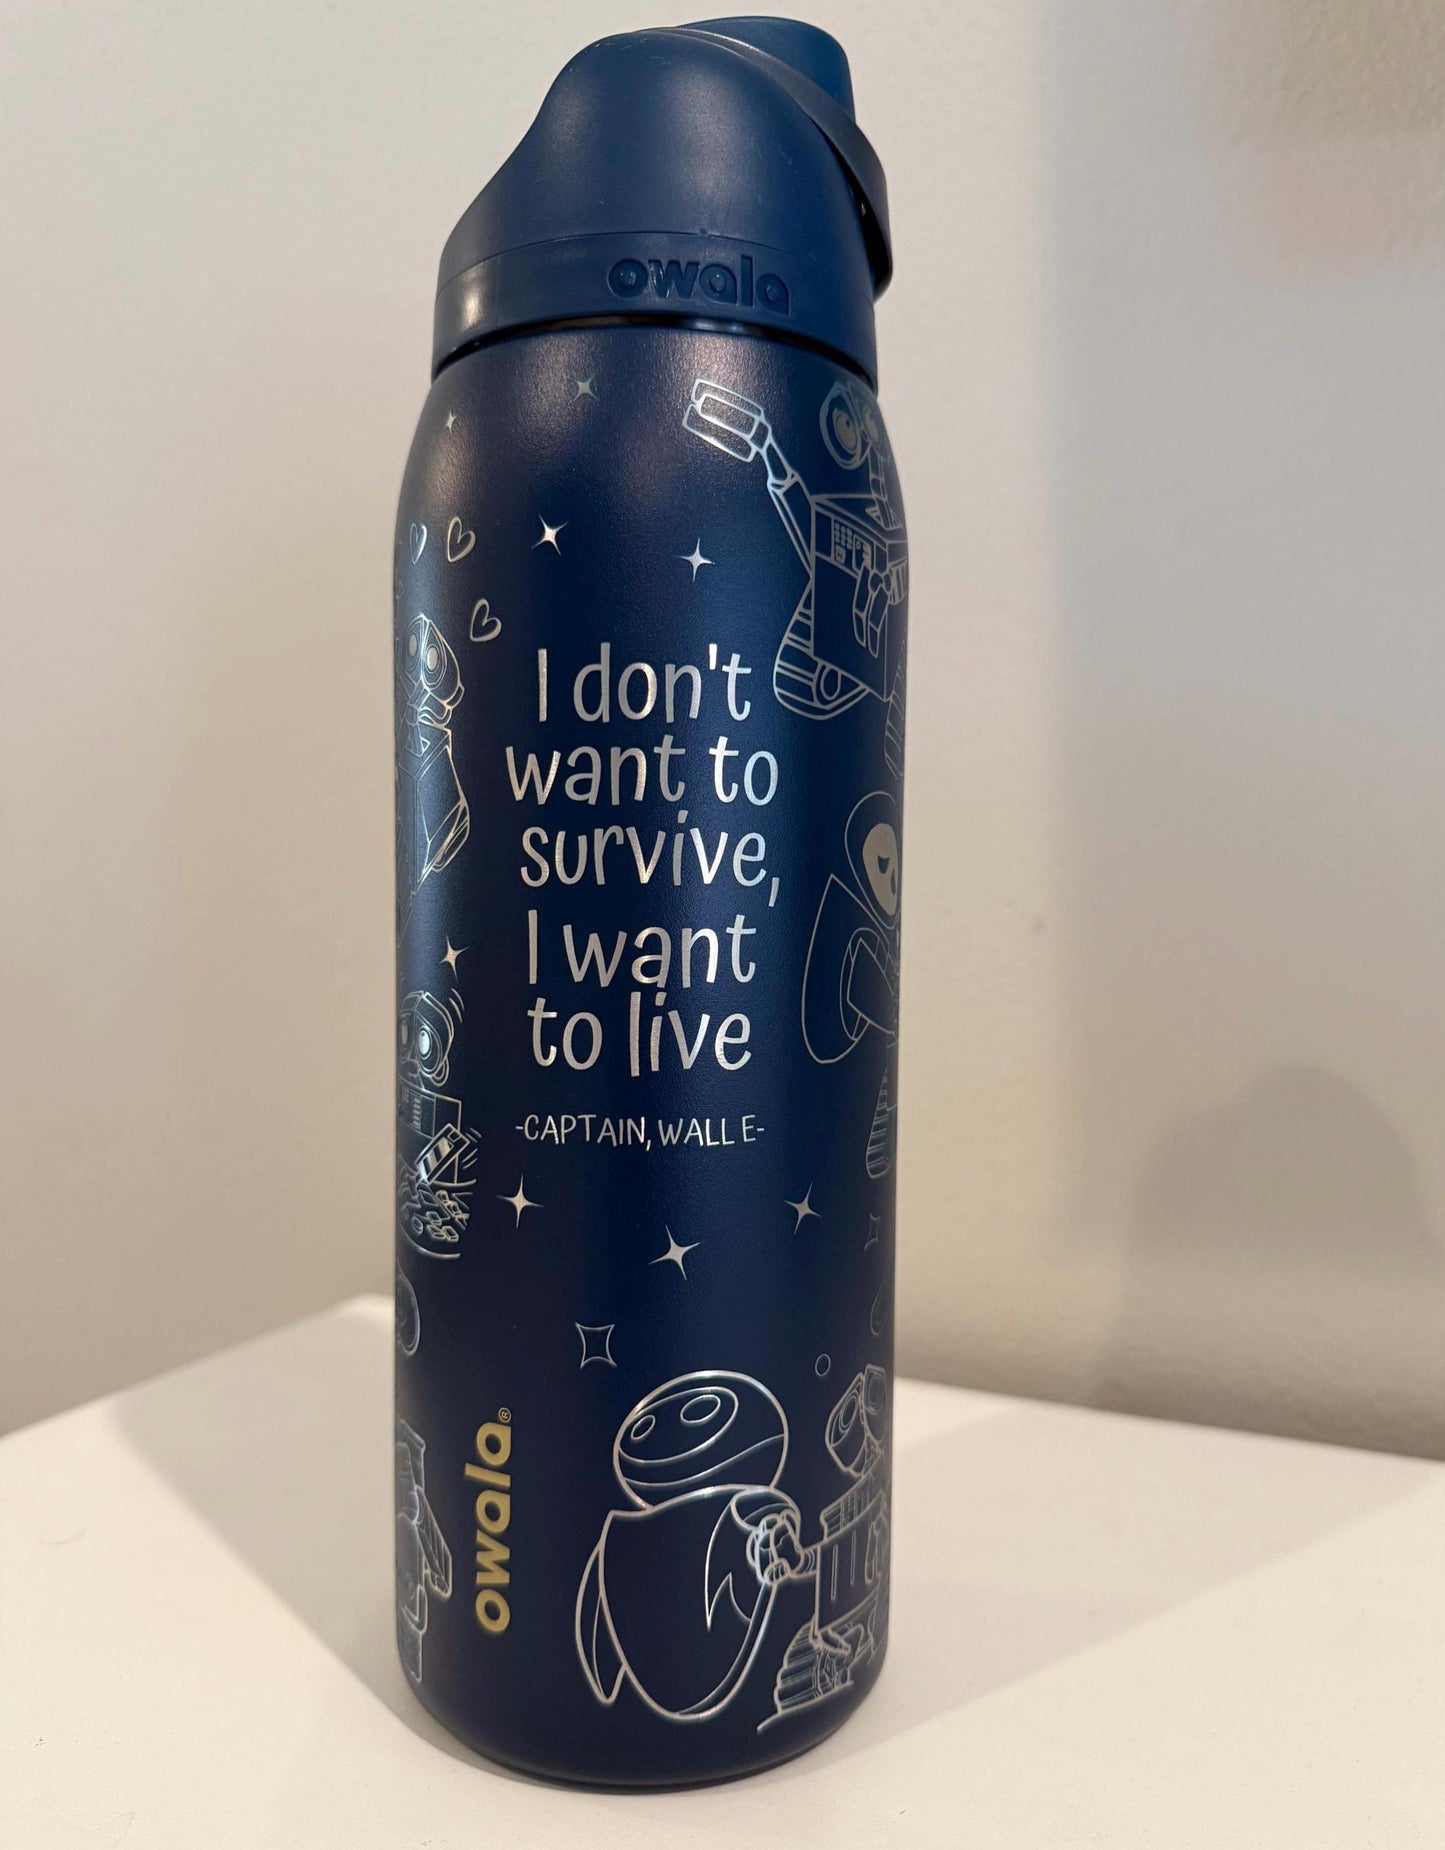 owala
I don't
want to
survive,
I want
to live
-CAPTAIN, WALL E-
owala®